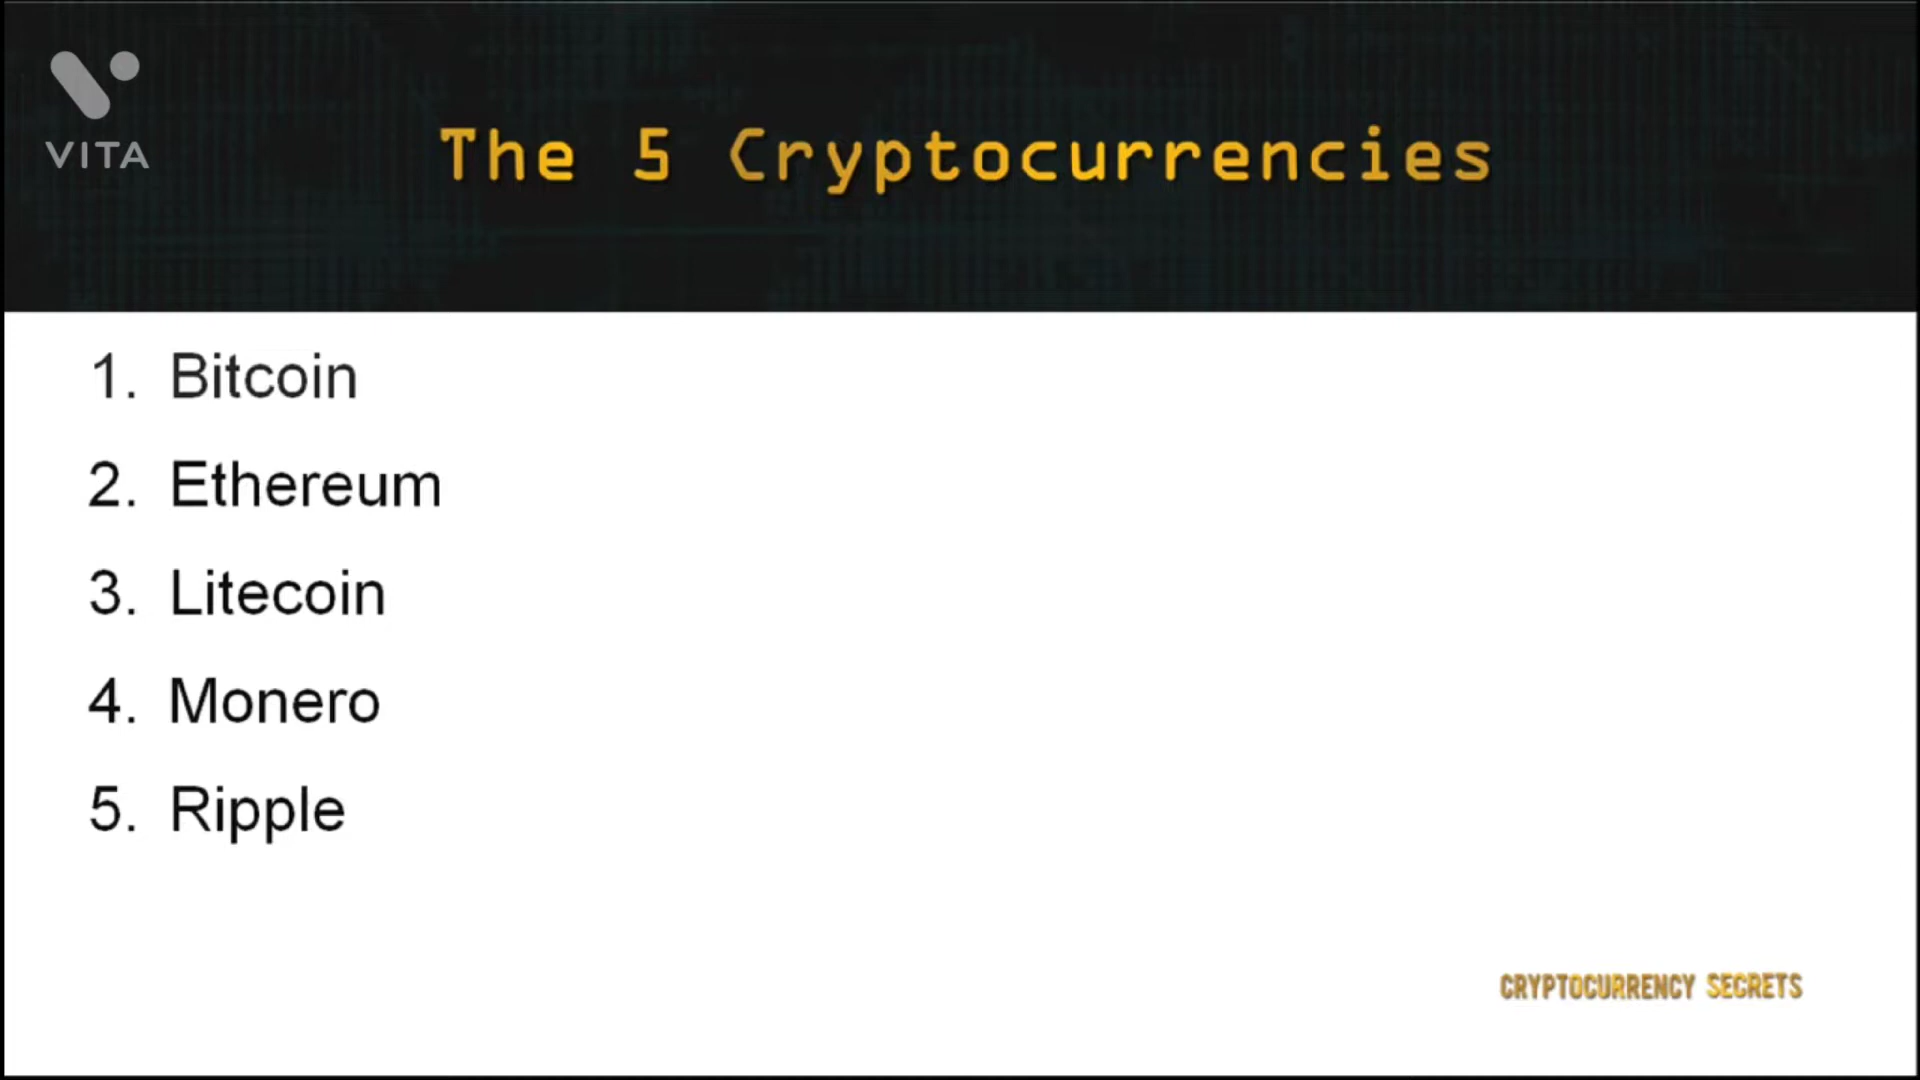 VITA
The 5 Cryptocurrencies
1. Bitcoin
2. Ethereum
3. Litecoin
4. Monero
5. Ripple
CRYPTOCURRENCY SECRETS